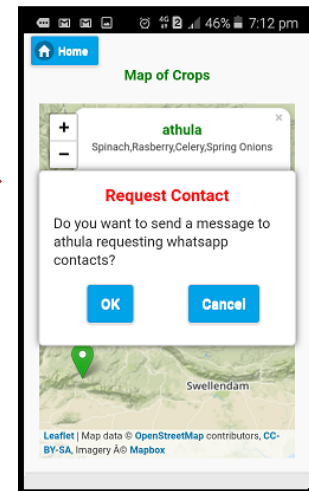 46% 7:12 pm
Home
Map of Crops
+
×
athula
Spinach,Rasberry,Celery,Spring Onions
−
Request Contact
Do you want to send a message to
athula requesting whatsapp
contacts?
OK Cancel
Swellendam
Leaflet | Map data © OpenStreetMap contributors, CC-
BY-SA, Imagery Â© Mapbox